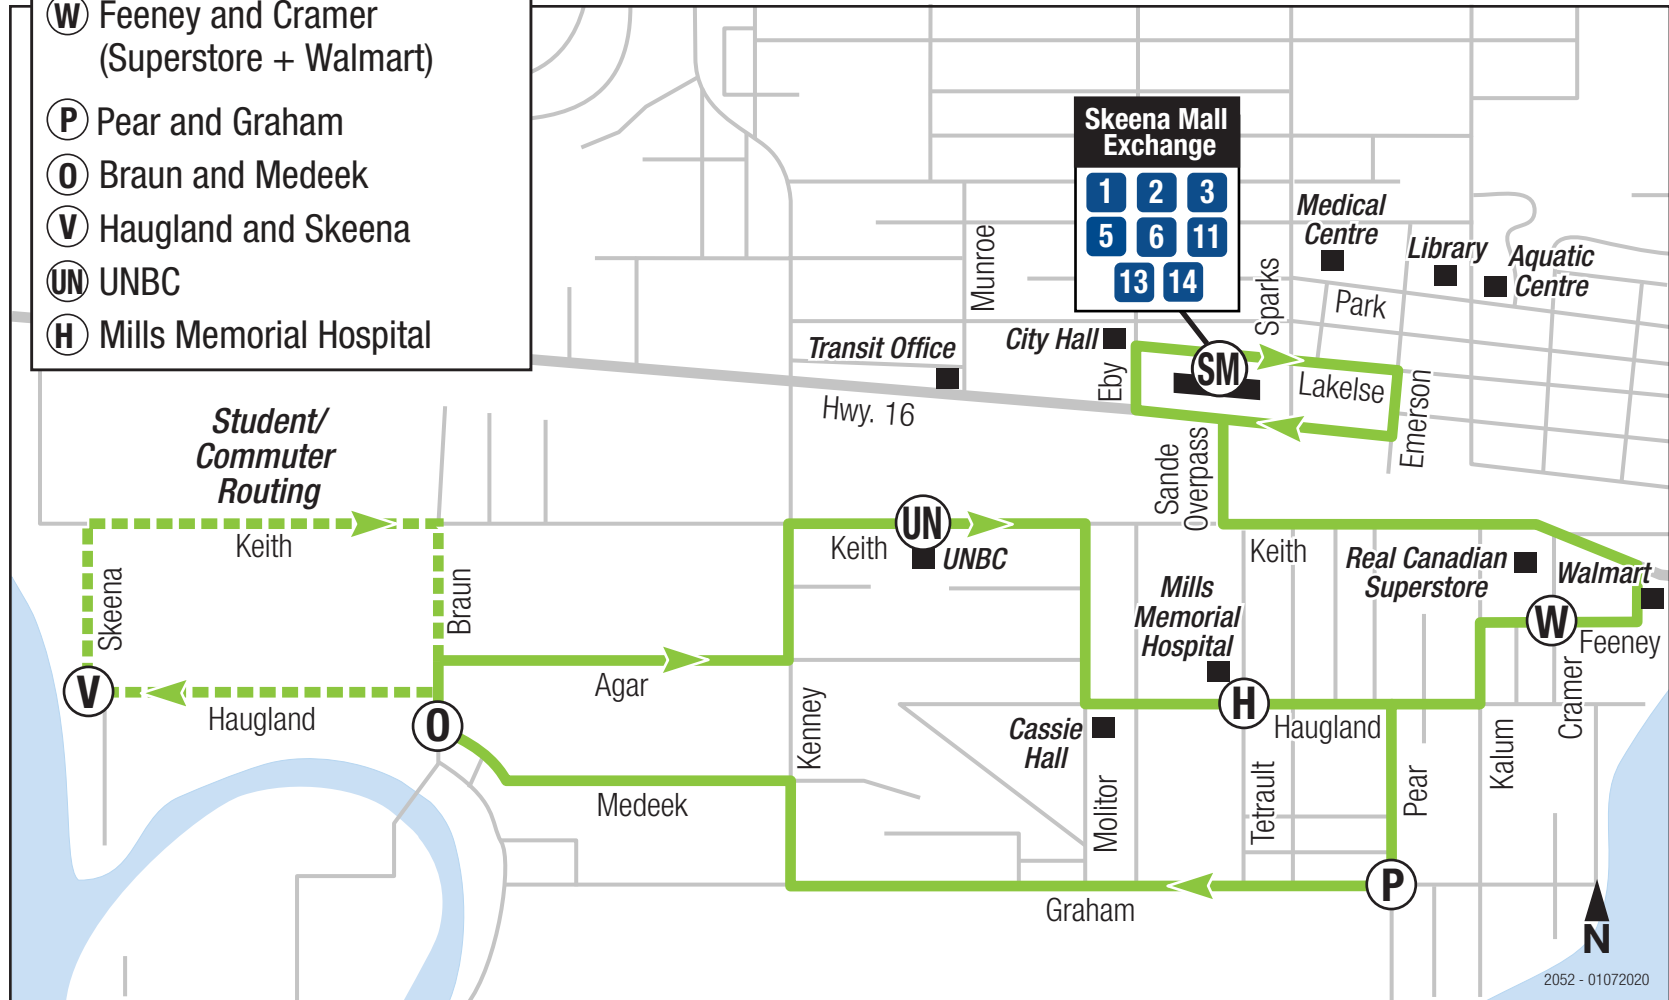 W Feeney and Cramer
(Superstore + Walmart)
P Pear and Graham
O Braun and Medeek
V Haugland and Skeena
UN UNBC
H Mills Memorial Hospital
Skeena Mall
Exchange
1 2 3
5 6 11
13 14
Medical
Centre
Library
Aquatic
Centre
Munroe
Sparks
Park
Transit Office
City Hall
SM
Eby
Lakelse
Emerson
Hwy. 16
Student/
Commuter
Routing
Sande
Overpass
Keith
UN
Keith
UNBC
Keith
Real Canadian
Superstore
Walmart
Skeena
Braun
Mills
Memorial
Hospital
W
Feeney
Cramer
V
Haugland
Agar
O
Kenney
H
Haugland
Cassie
Hall
Kalum
Medeek
Molitor
Tetrault
Pear
P
Graham
N
2052 - 01072020